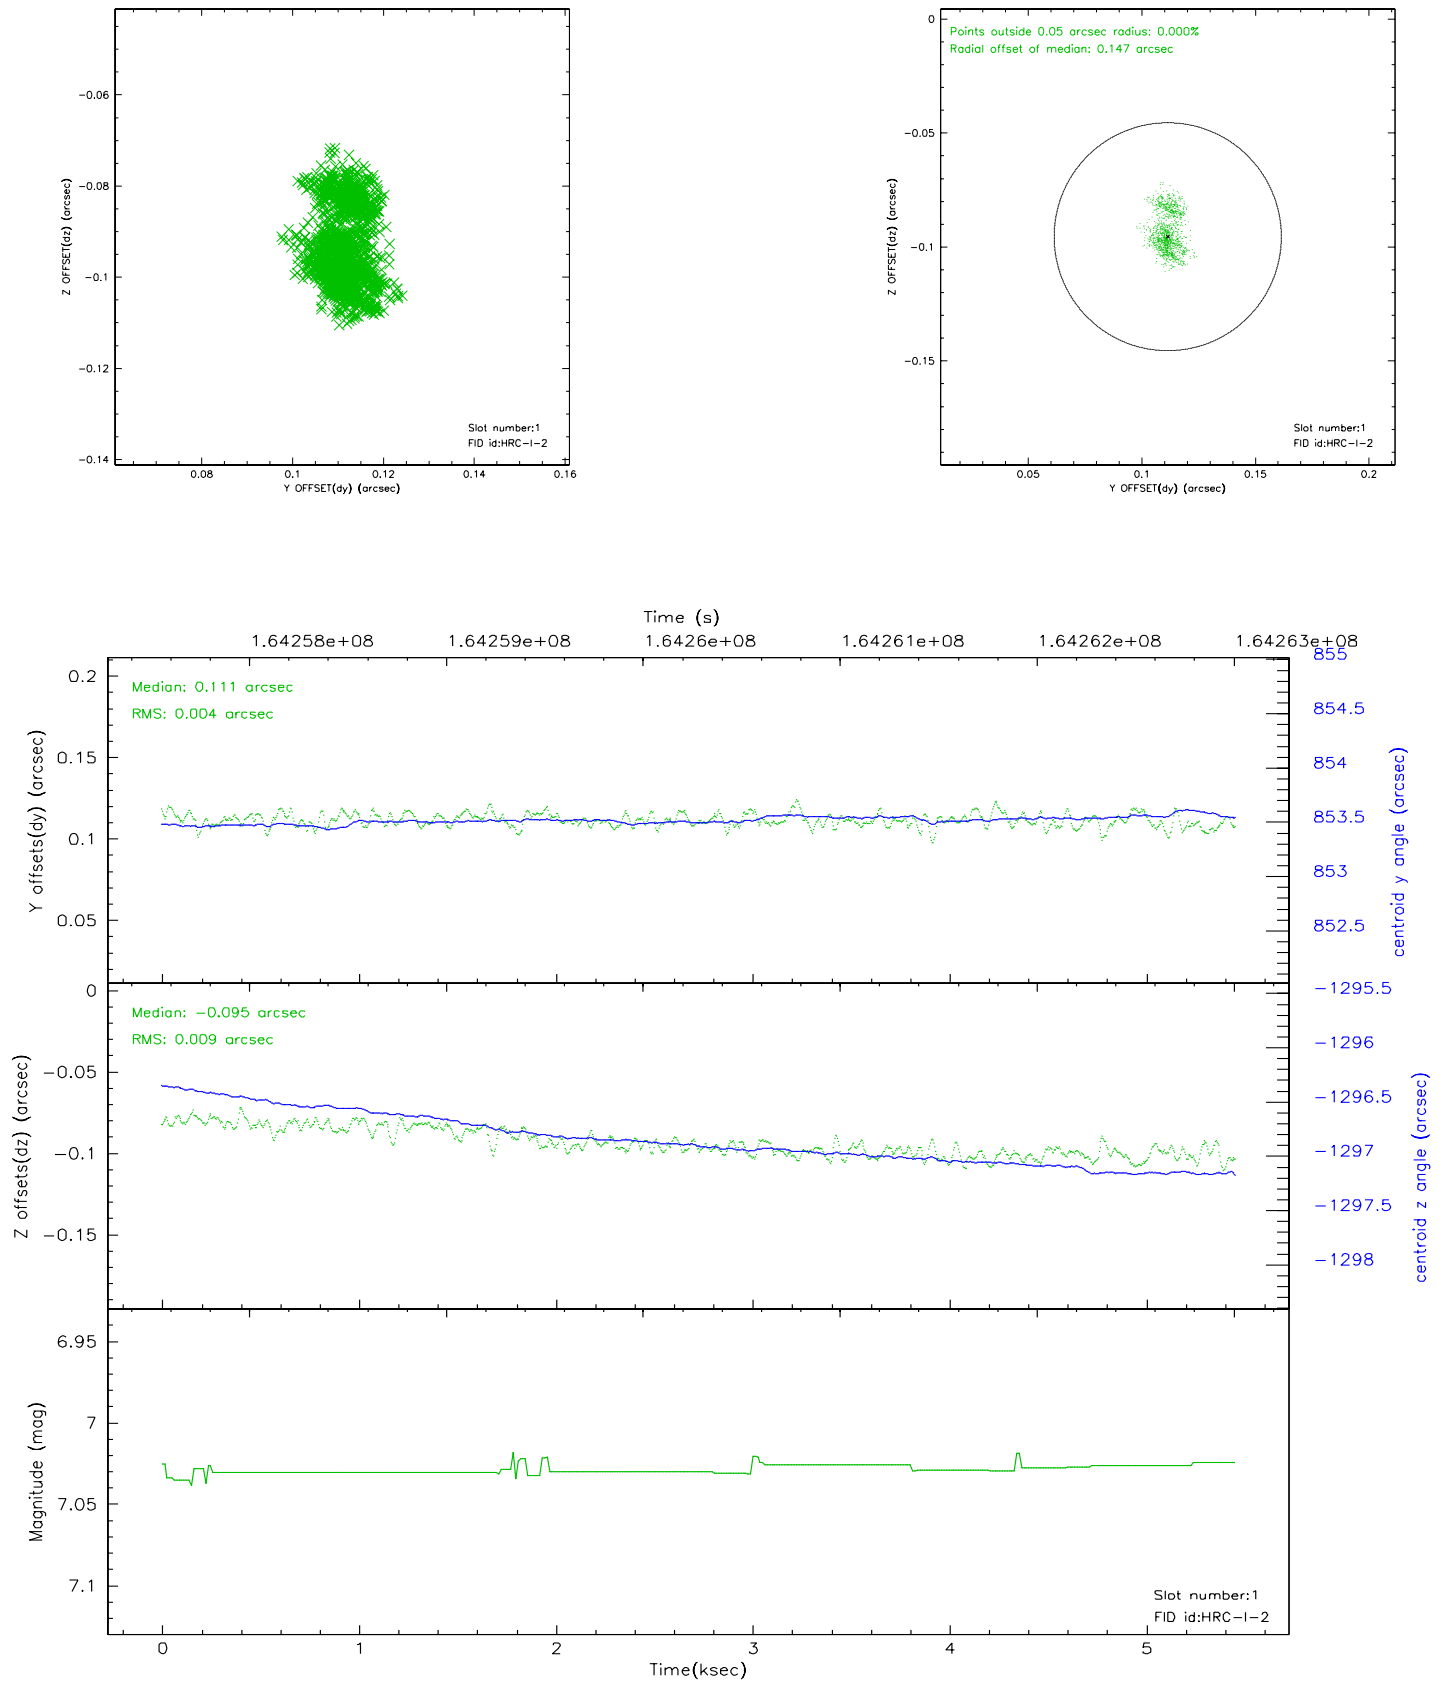 −0.06
−0.08
−0.1
−0.12
−0.14
Z OFFSET(dz) (arcsec)
Slot number:1
FID id:HRC−I−2
0.08 0.1 0.12 0.14 0.16
Y OFFSET(dy) (arcsec)
Points outside 0.05 arcsec radius: 0.000%
Radial offset of median: 0.147 arcsec
0
−0.05
−0.1
−0.15
Z OFFSET(dz) (arcsec)
Slot number:1
FID id:HRC−I−2
0.05 0.1 0.15 0.2
Y OFFSET(dy) (arcsec)
Time (s)
1.64258e+08 1.64259e+08 1.6426e+08 1.64261e+08 1.64262e+08 1.64263e+08
Median: 0.111 arcsec
RMS: 0.004 arcsec
0.2
0.15
0.1
0.05
Y offsets(dy) (arcsec)
855
854.5
854
853.5
853
852.5
centroid y angle (arcsec)
Median: −0.095 arcsec
RMS: 0.009 arcsec
0
−0.05
−0.1
−0.15
Z offsets(dz) (arcsec)
−1295.5
−1296
−1296.5
−1297
−1297.5
−1298
centroid z angle (arcsec)
6.95
7
7.05
7.1
Magnitude (mag)
Slot number:1
FID id:HRC−I−2
0 1 2 3 4 5
Time(ksec)